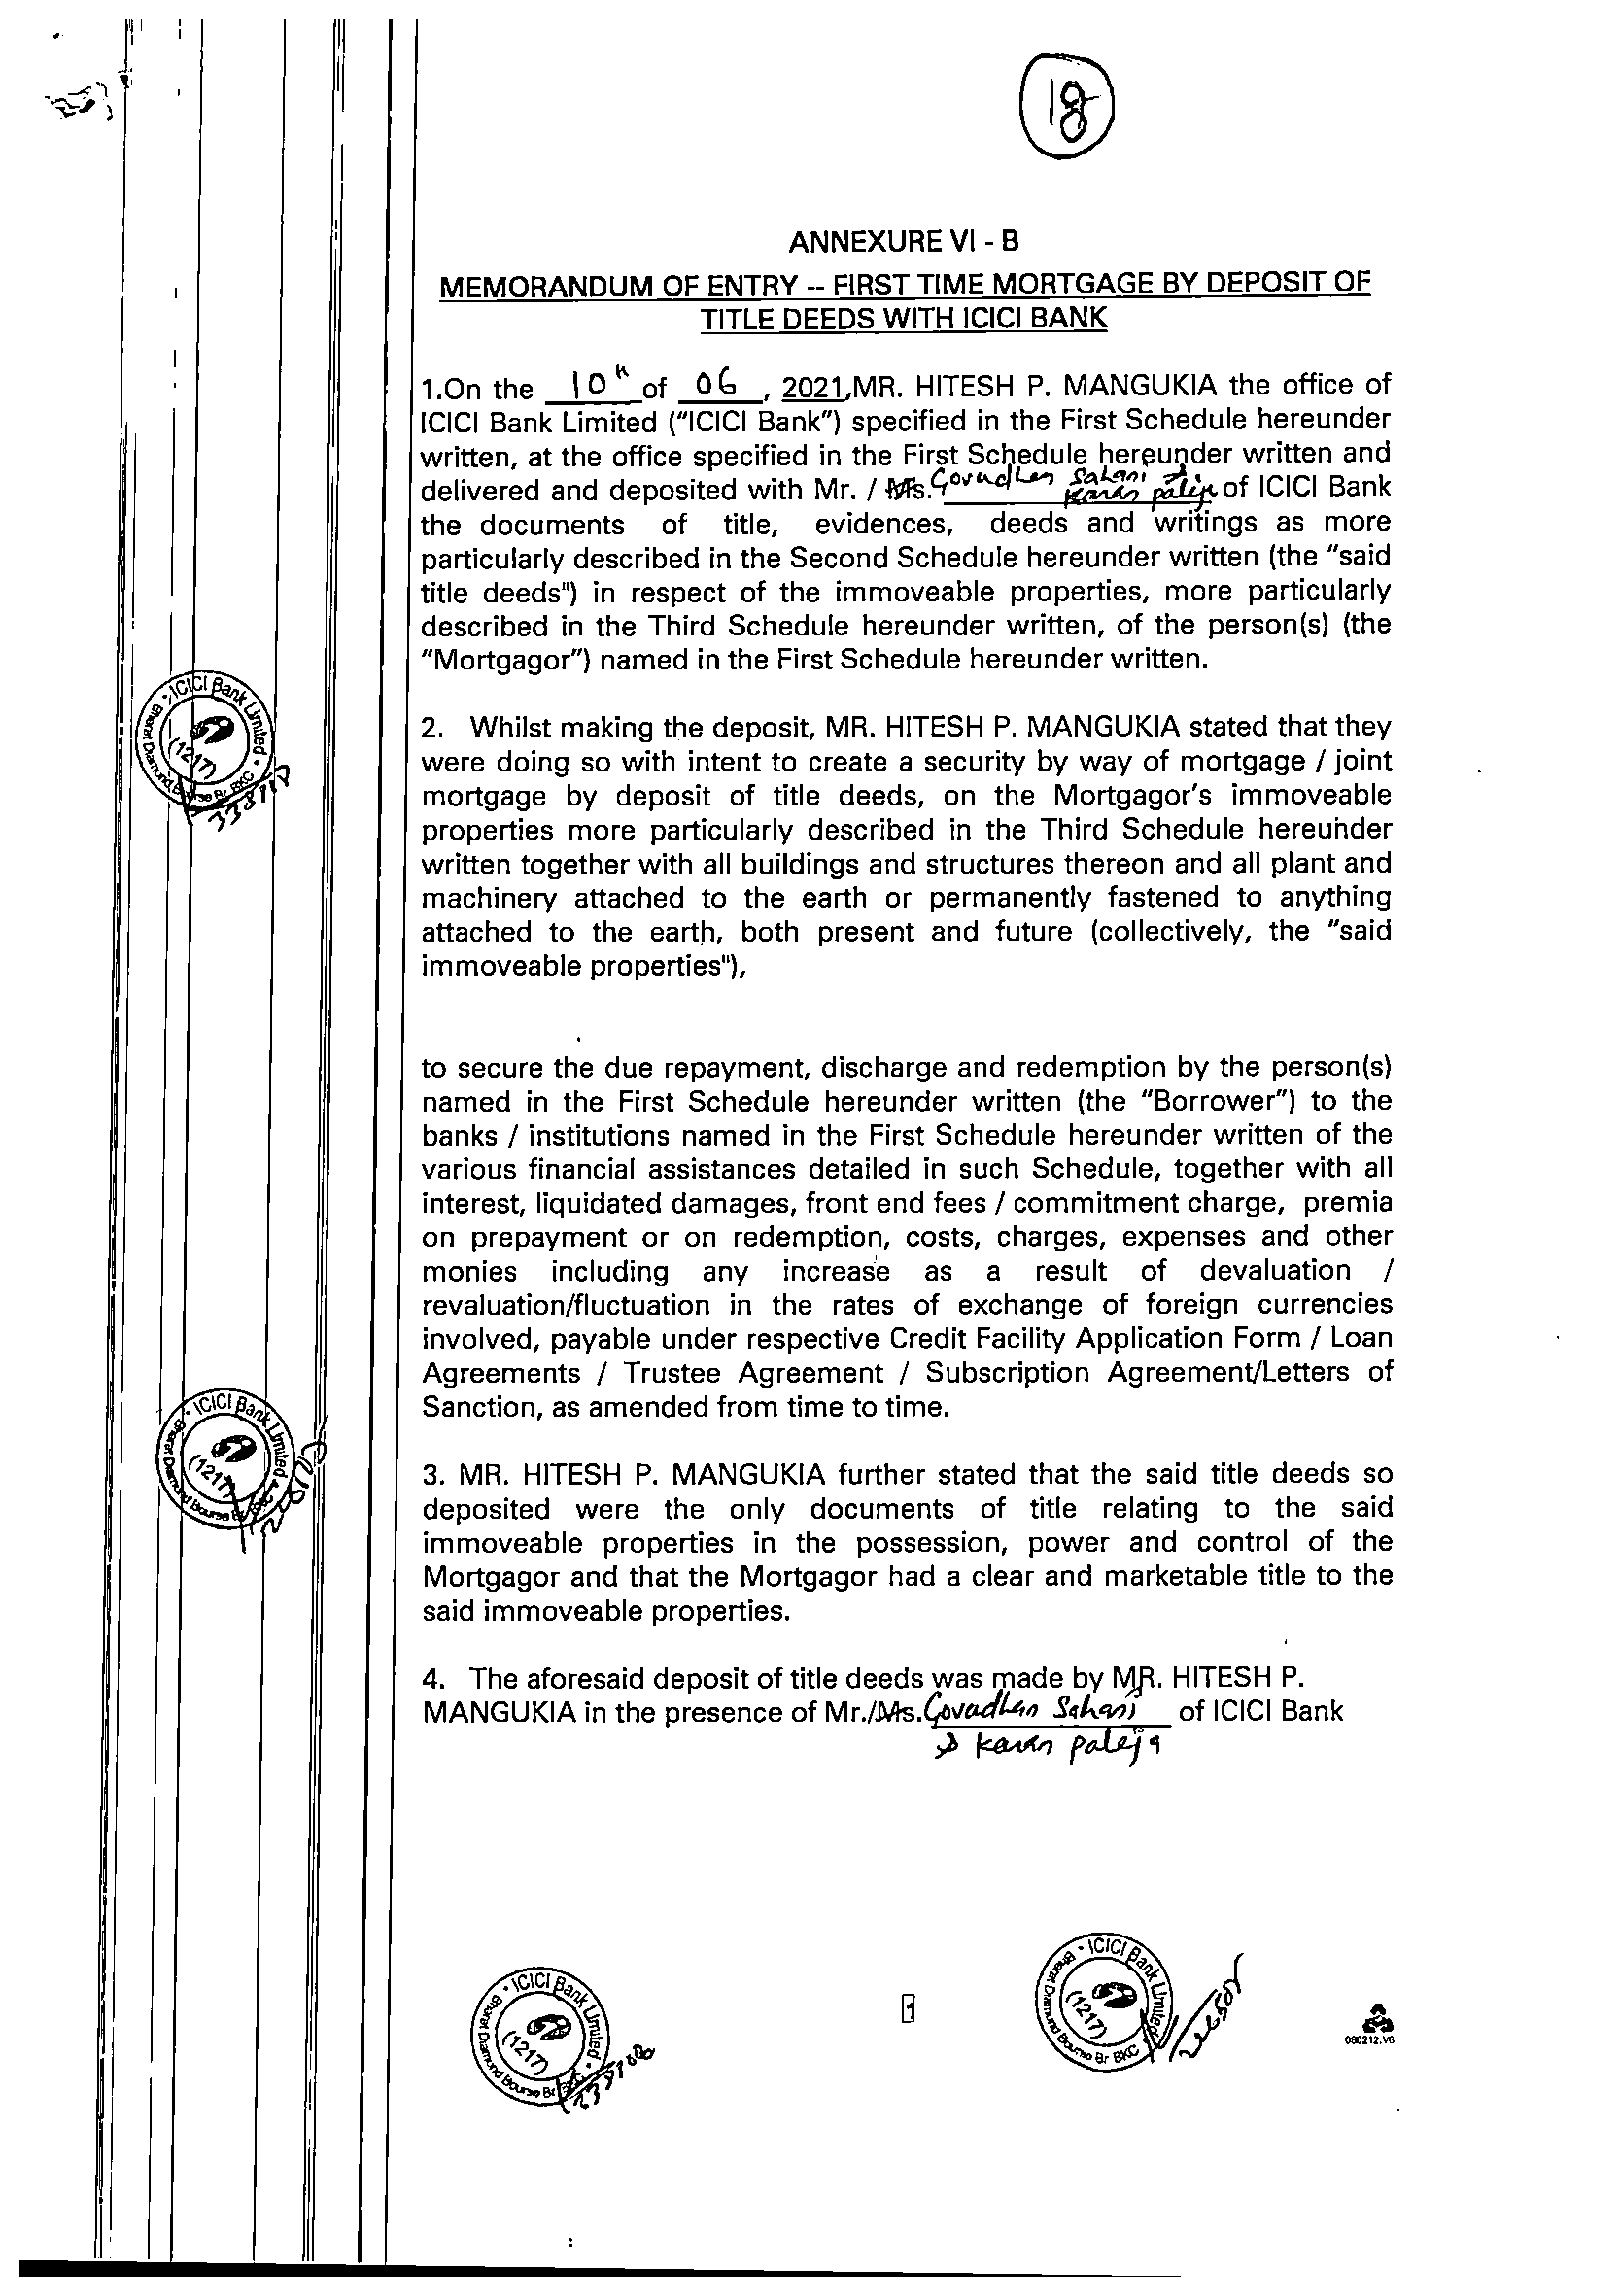 18
ANNEXURE VI - B
MEMORANDUM OF ENTRY -- FIRST TIME MORTGAGE BY DEPOSIT OF
TITLE DEEDS WITH ICICI BANK
1.On the 10th of 06, 2021,MR. HITESH P. MANGUKIA the office of
ICICI Bank Limited ("ICICI Bank") specified in the First Schedule hereunder
written, at the office specified in the First Schedule hereunder written and
delivered and deposited with Mr. / Ms. Govadhen Sahani & karan paleja of ICICI Bank
the documents of title, evidences, deeds and writings as more
particularly described in the Second Schedule hereunder written (the "said
title deeds") in respect of the immoveable properties, more particularly
described in the Third Schedule hereunder written, of the person(s) (the
"Mortgagor") named in the First Schedule hereunder written.
ICICI Bank Limited • Bharat Diamond Bourse Br BKC •
(1217)
2. Whilst making the deposit, MR. HITESH P. MANGUKIA stated that they
were doing so with intent to create a security by way of mortgage / joint
mortgage by deposit of title deeds, on the Mortgagor's immoveable
properties more particularly described in the Third Schedule hereunder
written together with all buildings and structures thereon and all plant and
machinery attached to the earth or permanently fastened to anything
attached to the earth, both present and future (collectively, the "said
immoveable properties"),
to secure the due repayment, discharge and redemption by the person(s)
named in the First Schedule hereunder written (the "Borrower") to the
banks / institutions named in the First Schedule hereunder written of the
various financial assistances detailed in such Schedule, together with all
interest, liquidated damages, front end fees / commitment charge, premia
on prepayment or on redemption, costs, charges, expenses and other
monies including any increase as a result of devaluation /
revaluation/fluctuation in the rates of exchange of foreign currencies
involved, payable under respective Credit Facility Application Form / Loan
Agreements / Trustee Agreement / Subscription Agreement/Letters of
Sanction, as amended from time to time.
ICICI Bank Limited • Bharat Diamond Bourse Br BKC •
(1217)
3. MR. HITESH P. MANGUKIA further stated that the said title deeds so
deposited were the only documents of title relating to the said
immoveable properties in the possession, power and control of the
Mortgagor and that the Mortgagor had a clear and marketable title to the
said immoveable properties.
4. The aforesaid deposit of title deeds was made by MR. HITESH P.
MANGUKIA in the presence of Mr./Ms. Govadhen Sahani of ICICI Bank
& karan paleja
ICICI Bank Limited • Bharat Diamond Bourse Br BKC •
(1217)
1
ICICI Bank Limited • Bharat Diamond Bourse Br BKC •
(1217)
080212.V6